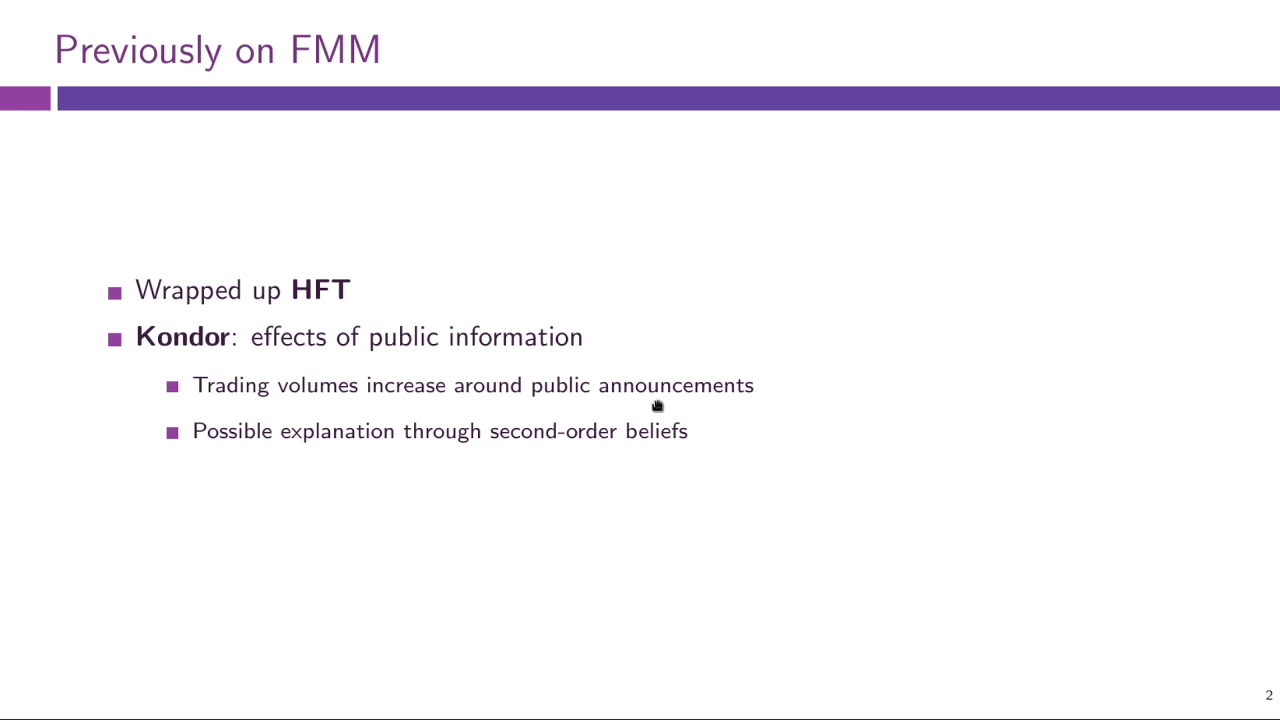 Previously on FMM
Wrapped up HFT
Kondor: effects of public information
Trading volumes increase around public announcements
Possible explanation through second-order beliefs
2